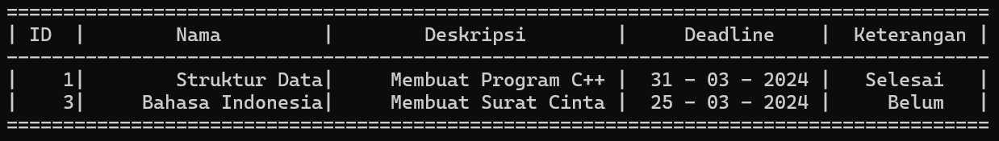 ========================================================================================
| ID  |        Nama         |        Deskripsi        |     Deadline    |  Keterangan |
----------------------------------------------------------------------------------------
|    1|        Struktur Data|     Membuat Program C++ |  31 - 03 - 2024 |   Selesai   |
|    3|     Bahasa Indonesia|     Membuat Surat Cinta |  25 - 03 - 2024 |     Belum   |
========================================================================================